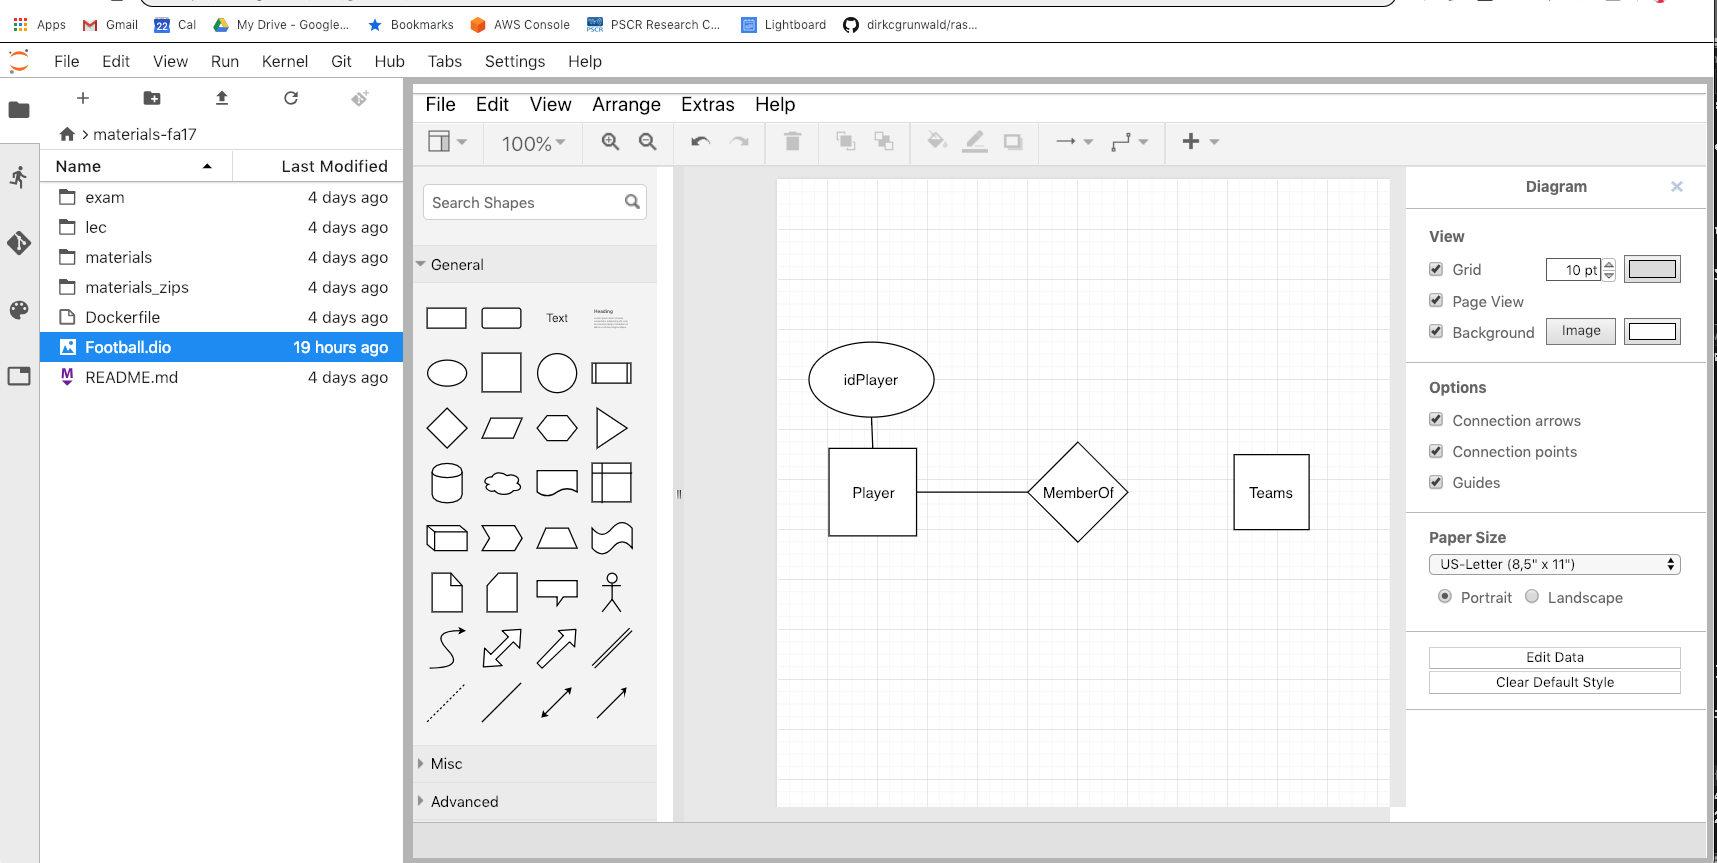 Apps Gmail 22 Cal My Drive - Google... Bookmarks AWS Console PSCR PSCR Research C... Lightboard dirkcgrunwald/ras...
File Edit View Run Kernel Git Hub Tabs Settings Help
File Edit View Arrange Extras Help
100%
materials-fa17
Name Last Modified
exam 4 days ago
lec 4 days ago
materials 4 days ago
materials_zips 4 days ago
Dockerfile 4 days ago
Football.dio 19 hours ago
M README.md 4 days ago
Search Shapes
General
Text
Heading
Misc
Advanced
idPlayer
Player
MemberOf
Teams
Diagram
View
Grid 10 pt
Page View
Background Image
Options
Connection arrows
Connection points
Guides
Paper Size
US-Letter (8,5" x 11")
Portrait Landscape
Edit Data
Clear Default Style